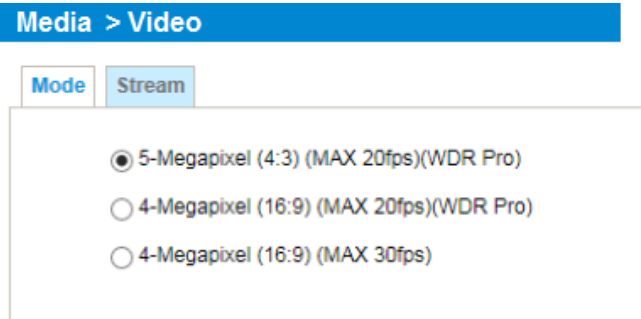 Media > Video
Mode Stream
5-Megapixel (4:3) (MAX 20fps)(WDR Pro)
4-Megapixel (16:9) (MAX 20fps)(WDR Pro)
4-Megapixel (16:9) (MAX 30fps)